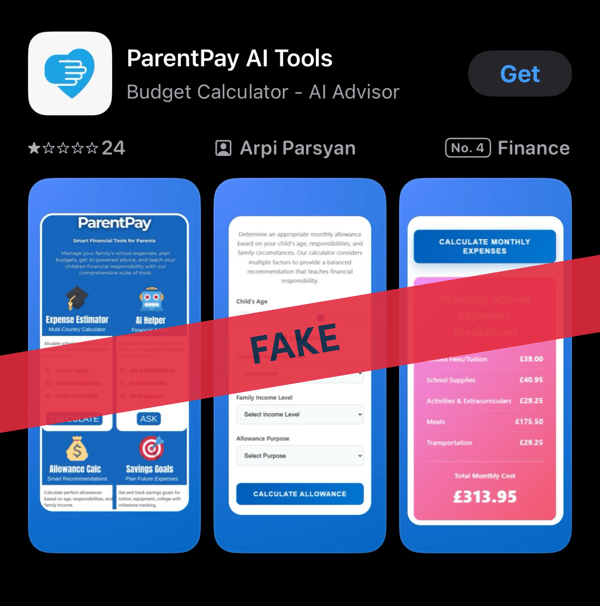 ParentPay AI Tools
Budget Calculator - AI Advisor
Get
24
Arpi Parsyan
No. 4 Finance
ParentPay
Smart Financial Tools for Parents
Manage your family's school expenses, plan
budgets, get AI-powered advice, and teach your
children financial responsibility with our
comprehensive suite of tools.
Expense Estimator
Multi-Country Calculator
AI Helper
CALCULATE
ASK
Allowance Calc
Smart Recommendations
Calculate perfect allowances
based on age, responsibilities, and
family income.
Savings Goals
Plan Future Expenses
Set and track savings goals for
tuition, equipment, college with
milestone tracking.
Determine an appropriate monthly allowance
based on your child's age, responsibilities, and
family circumstances. Our calculator considers
multiple factors to provide a balanced
recommendation that teaches financial
responsibility.
Child's Age
FAKE
Select Level
Family Income Level
Select Income Level
Allowance Purpose
Select Purpose
CALCULATE ALLOWANCE
CALCULATE MONTHLY
EXPENSES
Monthly School
Expenses
Breakdown
Fees/Tuition £39.00
School Supplies £40.95
Activities & Extracurriculars £29.25
Meals £175.50
Transportation £29.25
Total Monthly Cost
£313.95